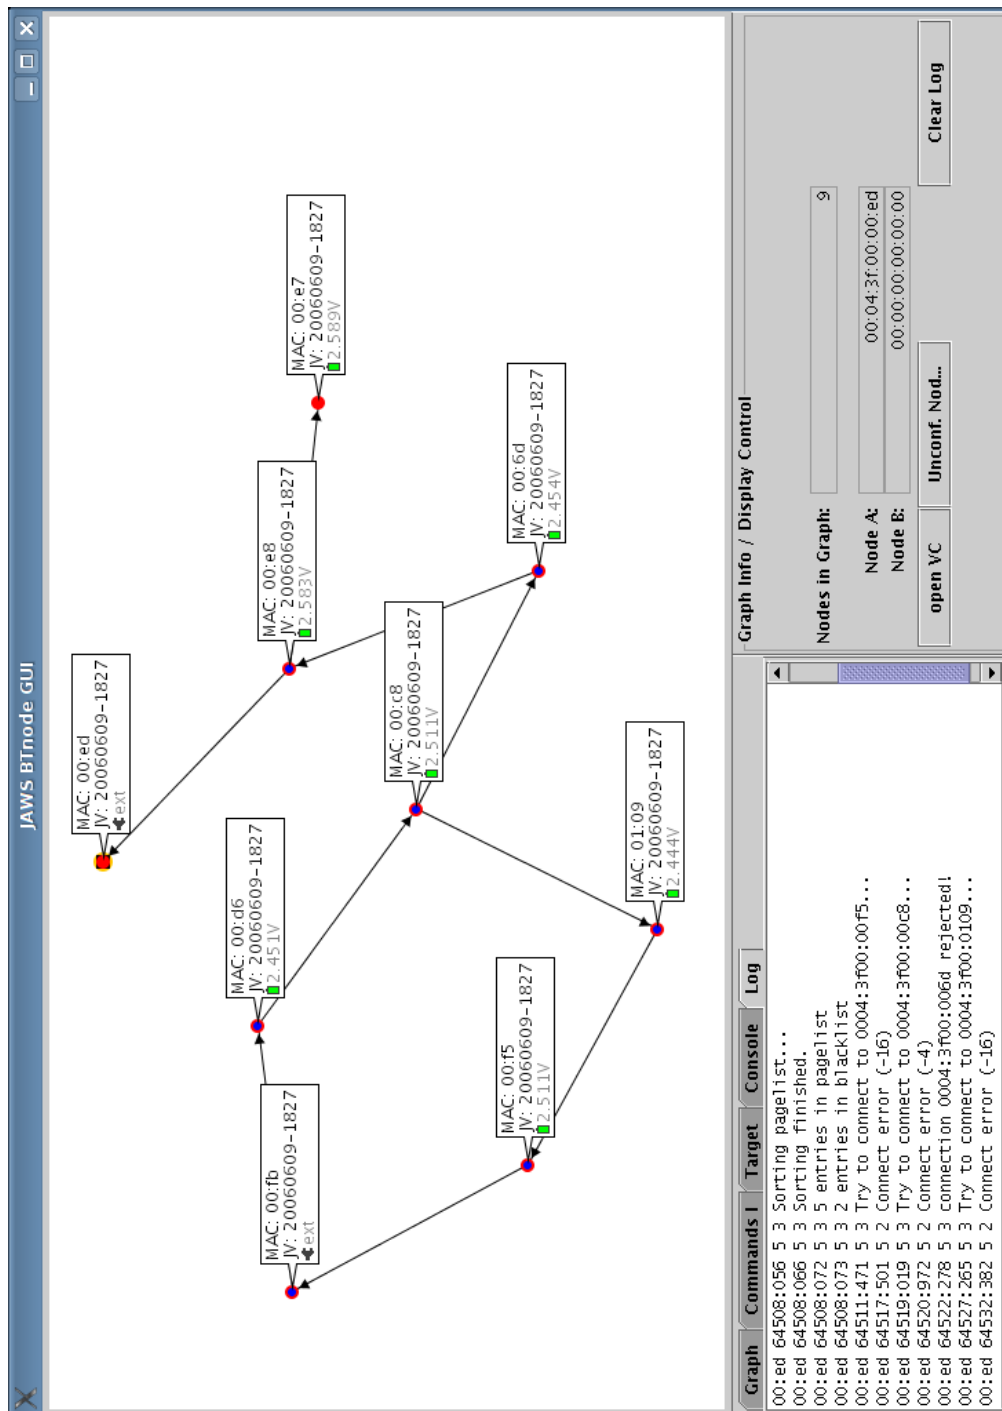 JAWS BTnode GUI
MAC: 00:ed
JV: 20060609-1827
ext
MAC: 00:e7
JV: 20060609-1827
2.589V
MAC: 00:e8
JV: 20060609-1827
2.583V
MAC: 00:d6
JV: 20060609-1827
2.451V
MAC: 00:fb
JV: 20060609-1827
ext
MAC: 00:c8
JV: 20060609-1827
2.511V
MAC: 00:6d
JV: 20060609-1827
2.454V
MAC: 00:f5
JV: 20060609-1827
2.511V
MAC: 01:09
JV: 20060609-1827
2.444V
Graph Commands I Target Console Log
00:ed 64508:056 5 3 Sorting pagelist...
00:ed 64508:066 5 3 Sorting finished.
00:ed 64508:072 5 3 5 entries in pagelist
00:ed 64508:073 5 3 2 entries in blacklist
00:ed 64511:471 5 3 Try to connect to 0004:3f00:00f5...
00:ed 64517:501 5 2 Connect error (-16)
00:ed 64519:019 5 3 Try to connect to 0004:3f00:00c8...
00:ed 64520:972 5 2 Connect error (-4)
00:ed 64522:278 5 3 connection 0004:3f00:006d rejected!
00:ed 64527:265 5 3 Try to connect to 0004:3f00:0109...
00:ed 64532:382 5 2 Connect error (-16)
Graph Info / Display Control
Nodes in Graph: 9
Node A: 00:04:3f:00:00:ed
Node B: 00:00:00:00:00:00
open VC Unconf. Nod... Clear Log